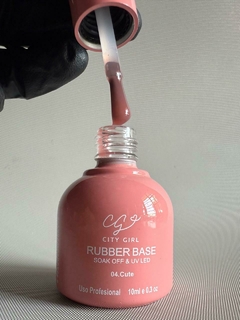 CG
CITY GIRL
RUBBER BASE
SOAK OFF & UV LED
04.Cute
Uso Profesional 10ml e 0.3 oz